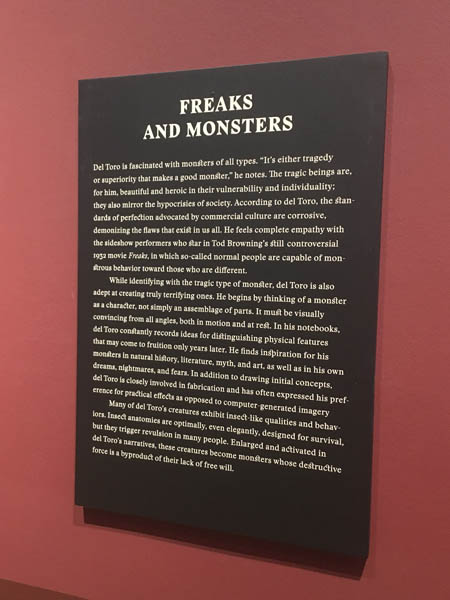 FREAKS
AND MONSTERS
Del Toro is fascinated with monsters of all types. “It’s either tragedy
or superiority that makes a good monster,” he notes. The tragic beings are,
for him, beautiful and heroic in their vulnerability and individuality;
they also mirror the hypocrisies of society. According to del Toro, the stan-
dards of perfection advocated by commercial culture are corrosive,
demonizing the flaws that exist in us all. He feels complete empathy with
the sideshow performers who star in Tod Browning’s still controversial
1932 movie Freaks, in which so-called normal people are capable of mon-
strous behavior toward those who are different.
While identifying with the tragic type of monster, del Toro is also
adept at creating truly terrifying ones. He begins by thinking of a monster
as a character, not simply an assemblage of parts. It must be visually
convincing from all angles, both in motion and at rest. In his notebooks,
del Toro constantly records ideas for distinguishing physical features
that may come to fruition only years later. He finds inspiration for his
monsters in natural history, literature, myth, and art, as well as in his own
dreams, nightmares, and fears. In addition to drawing initial concepts,
del Toro is closely involved in fabrication and has often expressed his pref-
erence for practical effects as opposed to computer-generated imagery
Many of del Toro’s creatures exhibit insect-like qualities and behav-
iors. Insect anatomies are optimally, even elegantly, designed for survival,
but they trigger revulsion in many people. Enlarged and activated in
del Toro’s narratives, these creatures become monsters whose destructive
force is a byproduct of their lack of free will.